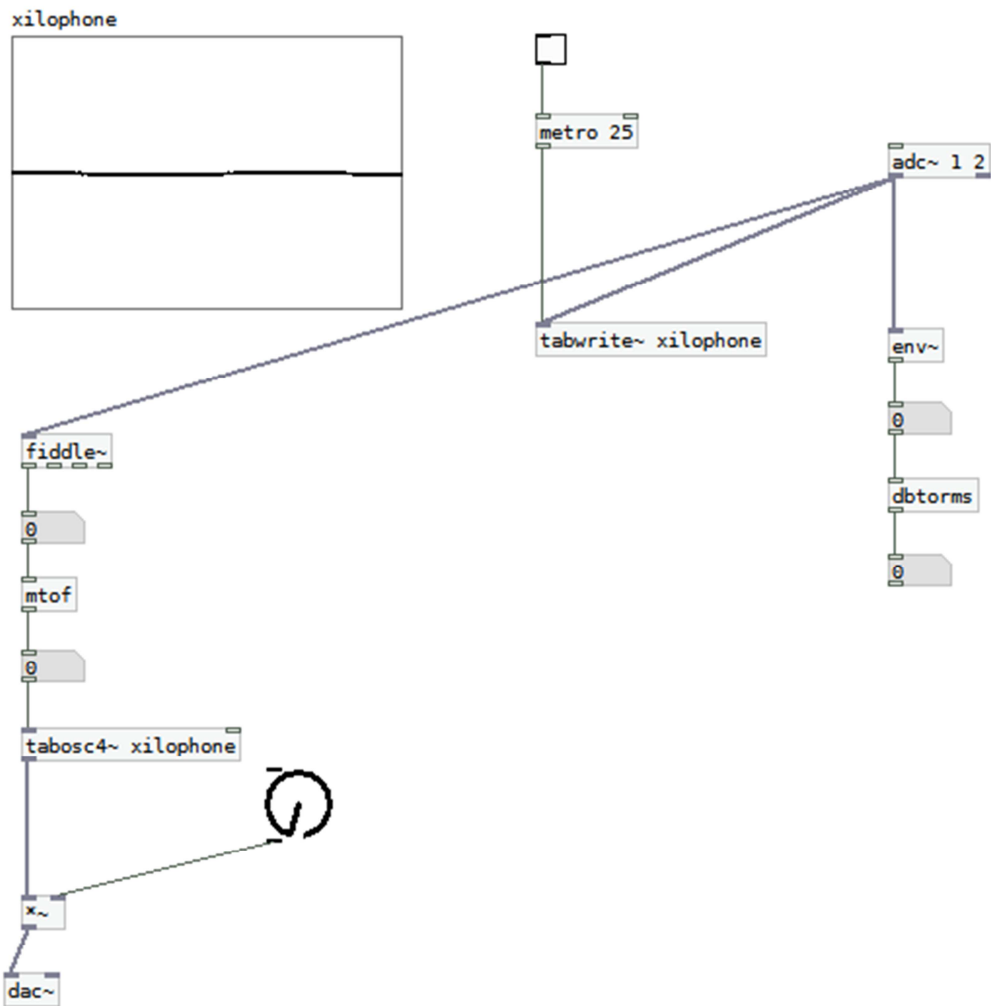 xilophone
metro 25
adc~ 1 2
tabwrite~ xilophone
env~
0
fiddle~
dbtorms
0
0
mtof
0
tabosc4~ xilophone
*~
dac~